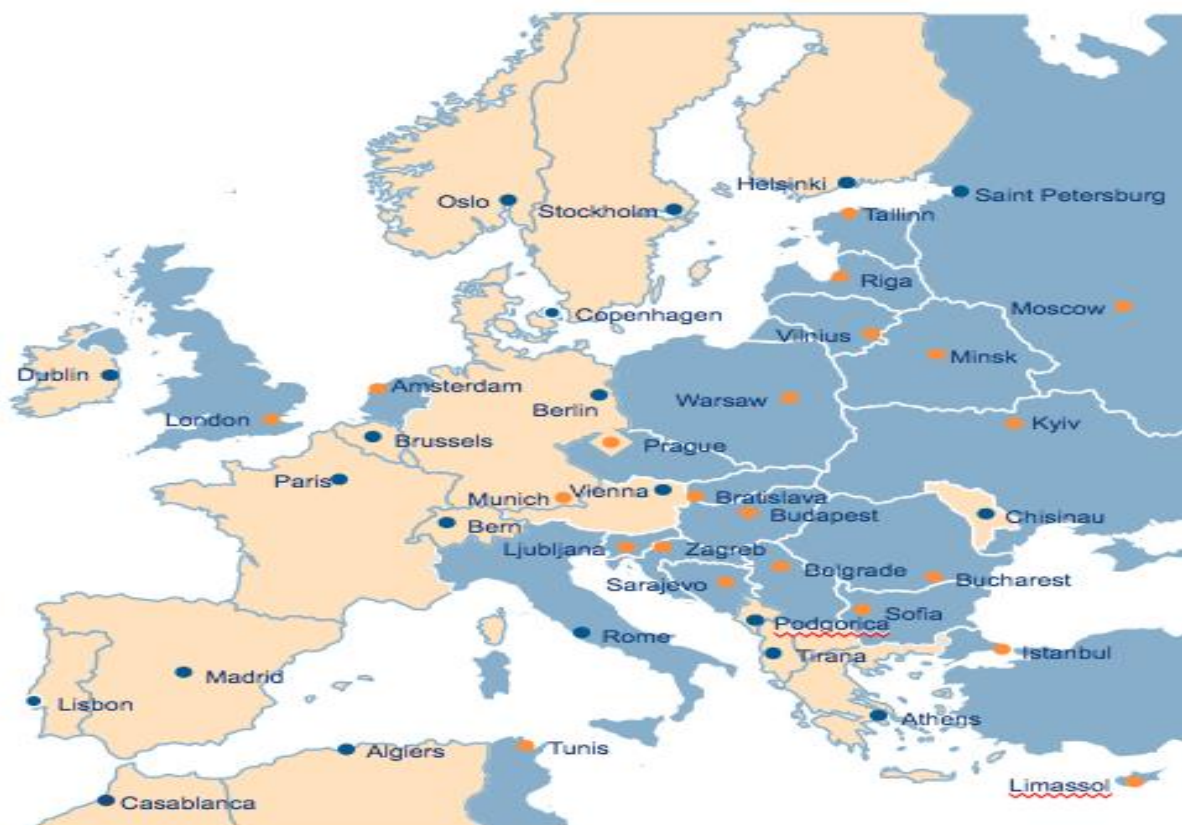 Helsinki
Saint Petersburg
Oslo
Stockholm
Tallinn
Riga
Moscow
Copenhagen
Vilnius
Minsk
Dublin
Amsterdam
Berlin
Warsaw
London
Kyiv
Brussels
Prague
Paris
Munich
Vienna
Bratislava
Budapest
Chisinau
Bern
Ljubljana
Zagreb
Belgrade
Bucharest
Sarajevo
Sofia
Podgorica
Rome
Tirana
Istanbul
Madrid
Lisbon
Athens
Algiers
Tunis
Limassol
Casablanca